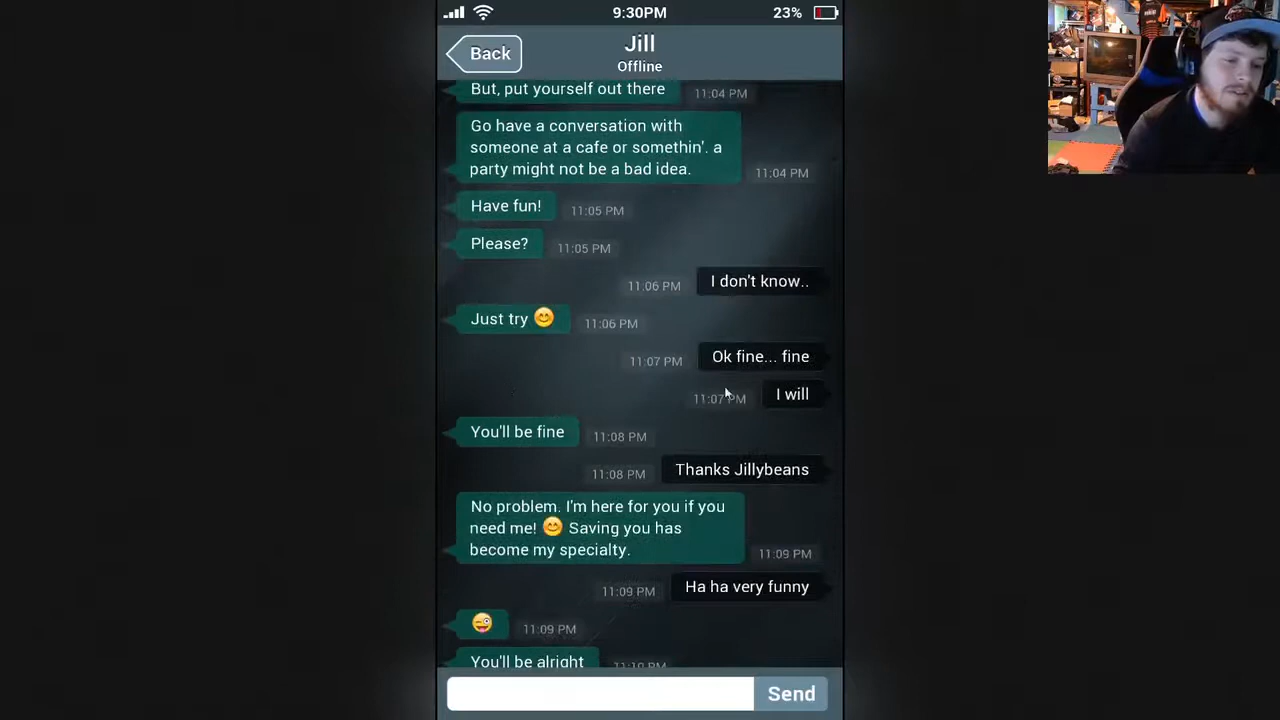 9:30PM
23%
Back
Jill
Offline
But, put yourself out there
11:04 PM
Go have a conversation with
someone at a cafe or somethin'. a
party might not be a bad idea.
11:04 PM
Have fun!
11:05 PM
Please?
11:05 PM
11:06 PM
I don't know..
Just try 😊
11:06 PM
11:07 PM
Ok fine... fine
11:07 PM
I will
You'll be fine
11:08 PM
11:08 PM
Thanks Jillybeans
No problem. I'm here for you if you
need me! 😊 Saving you has
become my specialty.
11:09 PM
11:09 PM
Ha ha very funny
😜
11:09 PM
You'll be alright
11:10 PM
Send